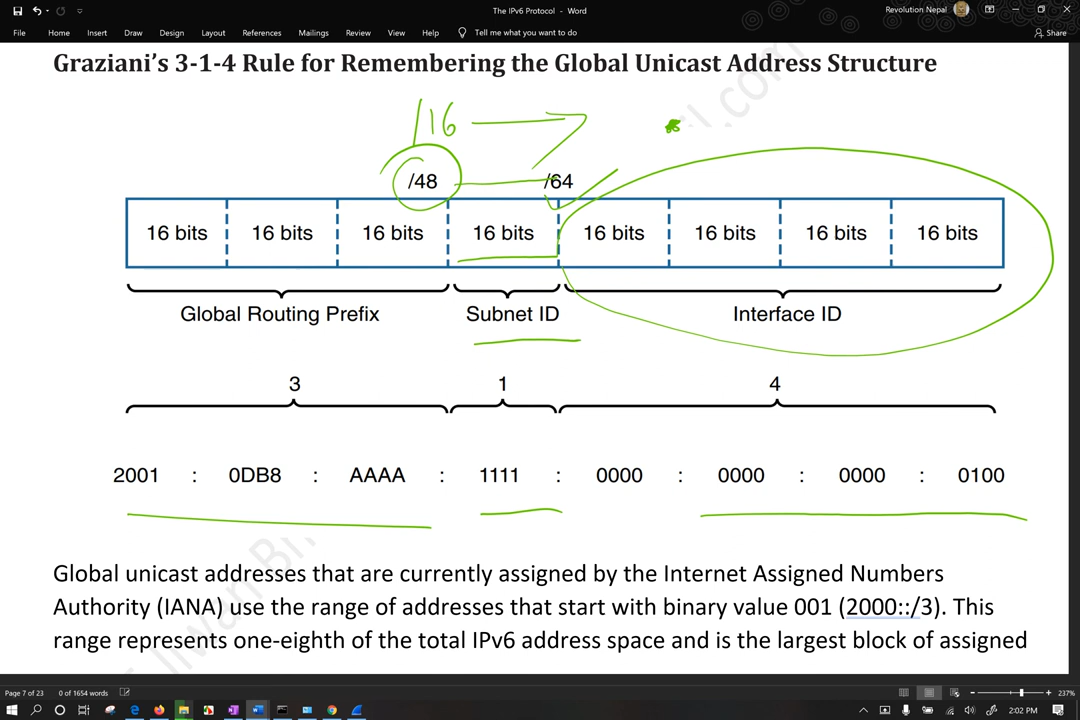 The IPv6 Protocol - Word
Revolution Nepal
File Home Insert Draw Design Layout References Mailings Review View Help Tell me what you want to do Share
Graziani's 3-1-4 Rule for Remembering the Global Unicast Address Structure
/16
/48 /64
16 bits 16 bits 16 bits 16 bits 16 bits 16 bits 16 bits 16 bits
Global Routing Prefix Subnet ID Interface ID
3 1 4
2001 : 0DB8 : AAAA : 1111 : 0000 : 0000 : 0000 : 0100
Global unicast addresses that are currently assigned by the Internet Assigned Numbers
Authority (IANA) use the range of addresses that start with binary value 001 (2000::/3). This
range represents one-eighth of the total IPv6 address space and is the largest block of assigned
Page 7 of 23 0 of 1654 words 237%
2:02 PM